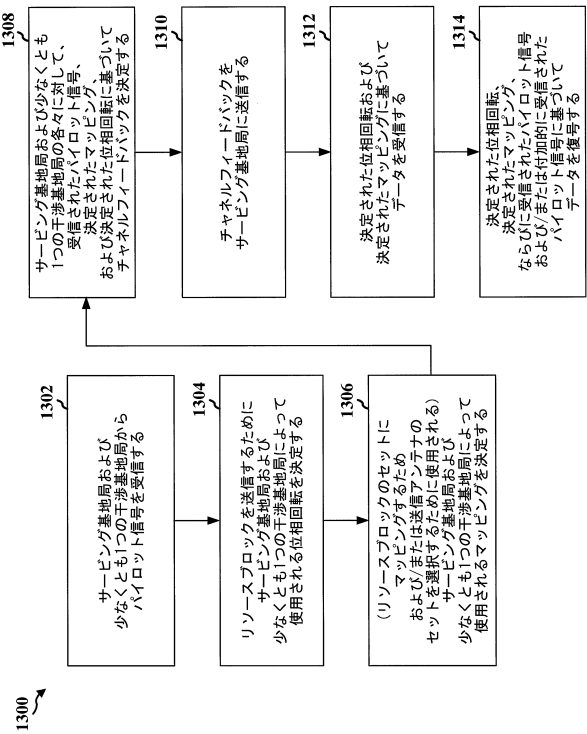 1300
1302
サービング基地局および
少なくとも1つの干渉基地局から
パイロット信号を受信する
1304
リソースブロックを送信するために
サービング基地局および
少なくとも1つの干渉基地局によって
使用される位相回転を決定する
1306
(リソースブロックのセットに
マッピングするため
および/または送信アンテナの
セットを選択するために使用される)
サービング基地局および
少なくとも1つの干渉基地局によって
使用されるマッピングを決定する
1308
サービング基地局および少なくとも
1つの干渉基地局の各々に対して、
受信されたパイロット信号、
決定されたマッピング、
および決定された位相回転に基づいて
チャネルフィードバックを決定する
1310
チャネルフィードバックを
サービング基地局に送信する
1312
決定された位相回転および
決定されたマッピングに基づいて
データを受信する
1314
決定された位相回転、
決定されたマッピング、
ならびに受信されたパイロット信号
および/または付加的に受信された
パイロット信号に基づいて
データを復号する